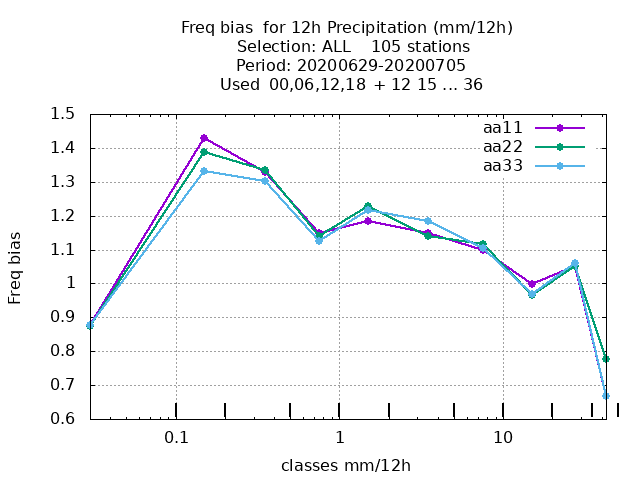 Freq bias  for 12h Precipitation (mm/12h)
Selection: ALL    105 stations
Period: 20200629-20200705
Used  00,06,12,18  + 12 15 ... 36
1.5
aa11
1.4
aa22
aa33
1.3
1.2
1.1
1
0.9
0.8
0.7
0.6
Freq bias
0.1
1
10
classes mm/12h